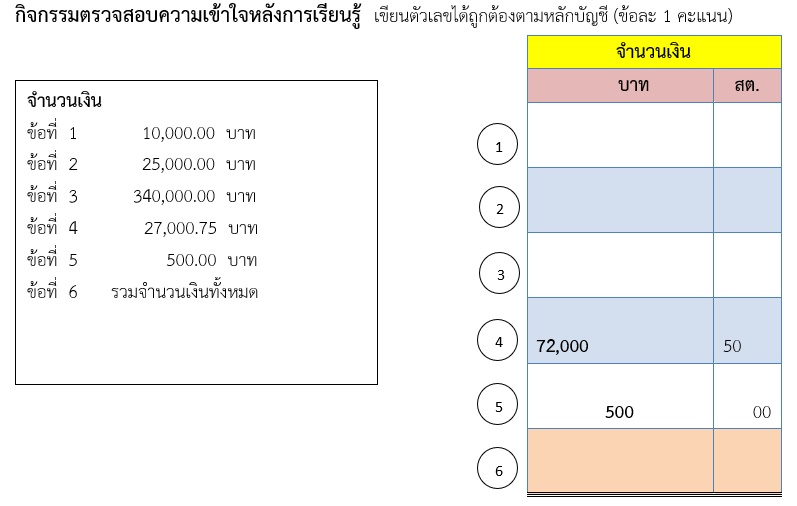 กิจกรรมตรวจสอบความเข้าใจหลังการเรียนรู้ เขียนตัวเลขได้ถูกต้องตามหลักบัญชี (ข้อละ 1 คะแนน)
จำนวนเงิน
ข้อที่ 1 10,000.00 บาท
ข้อที่ 2 25,000.00 บาท
ข้อที่ 3 340,000.00 บาท
ข้อที่ 4 27,000.75 บาท
ข้อที่ 5 500.00 บาท
ข้อที่ 6 รวมจำนวนเงินทั้งหมด
จำนวนเงิน
บาท สต.
1
2
3
4 72,000 50
5 500 00
6